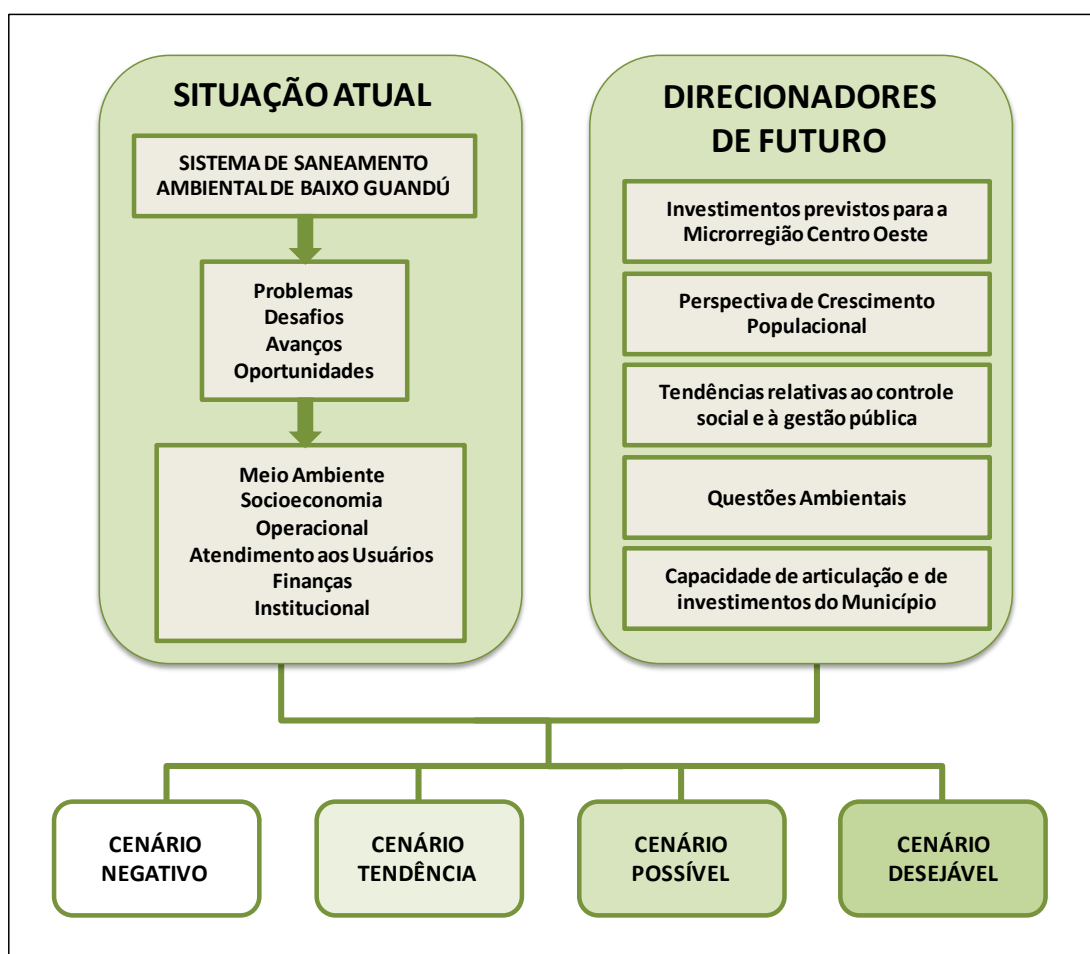 SITUAÇÃO ATUAL
SISTEMA DE SANEAMENTO
AMBIENTAL DE BAIXO GUANDÚ
Problemas
Desafios
Avanços
Oportunidades
Meio Ambiente
Socioeconomia
Operacional
Atendimento aos Usuários
Finanças
Institucional
DIRECIONADORES
DE FUTURO
Investimentos previstos para a
Microrregião Centro Oeste
Perspectiva de Crescimento
Populacional
Tendências relativas ao controle
social e à gestão pública
Questões Ambientais
Capacidade de articulação e de
investimentos do Município
CENÁRIO
NEGATIVO
CENÁRIO
TENDÊNCIA
CENÁRIO
POSSÍVEL
CENÁRIO
DESEJÁVEL